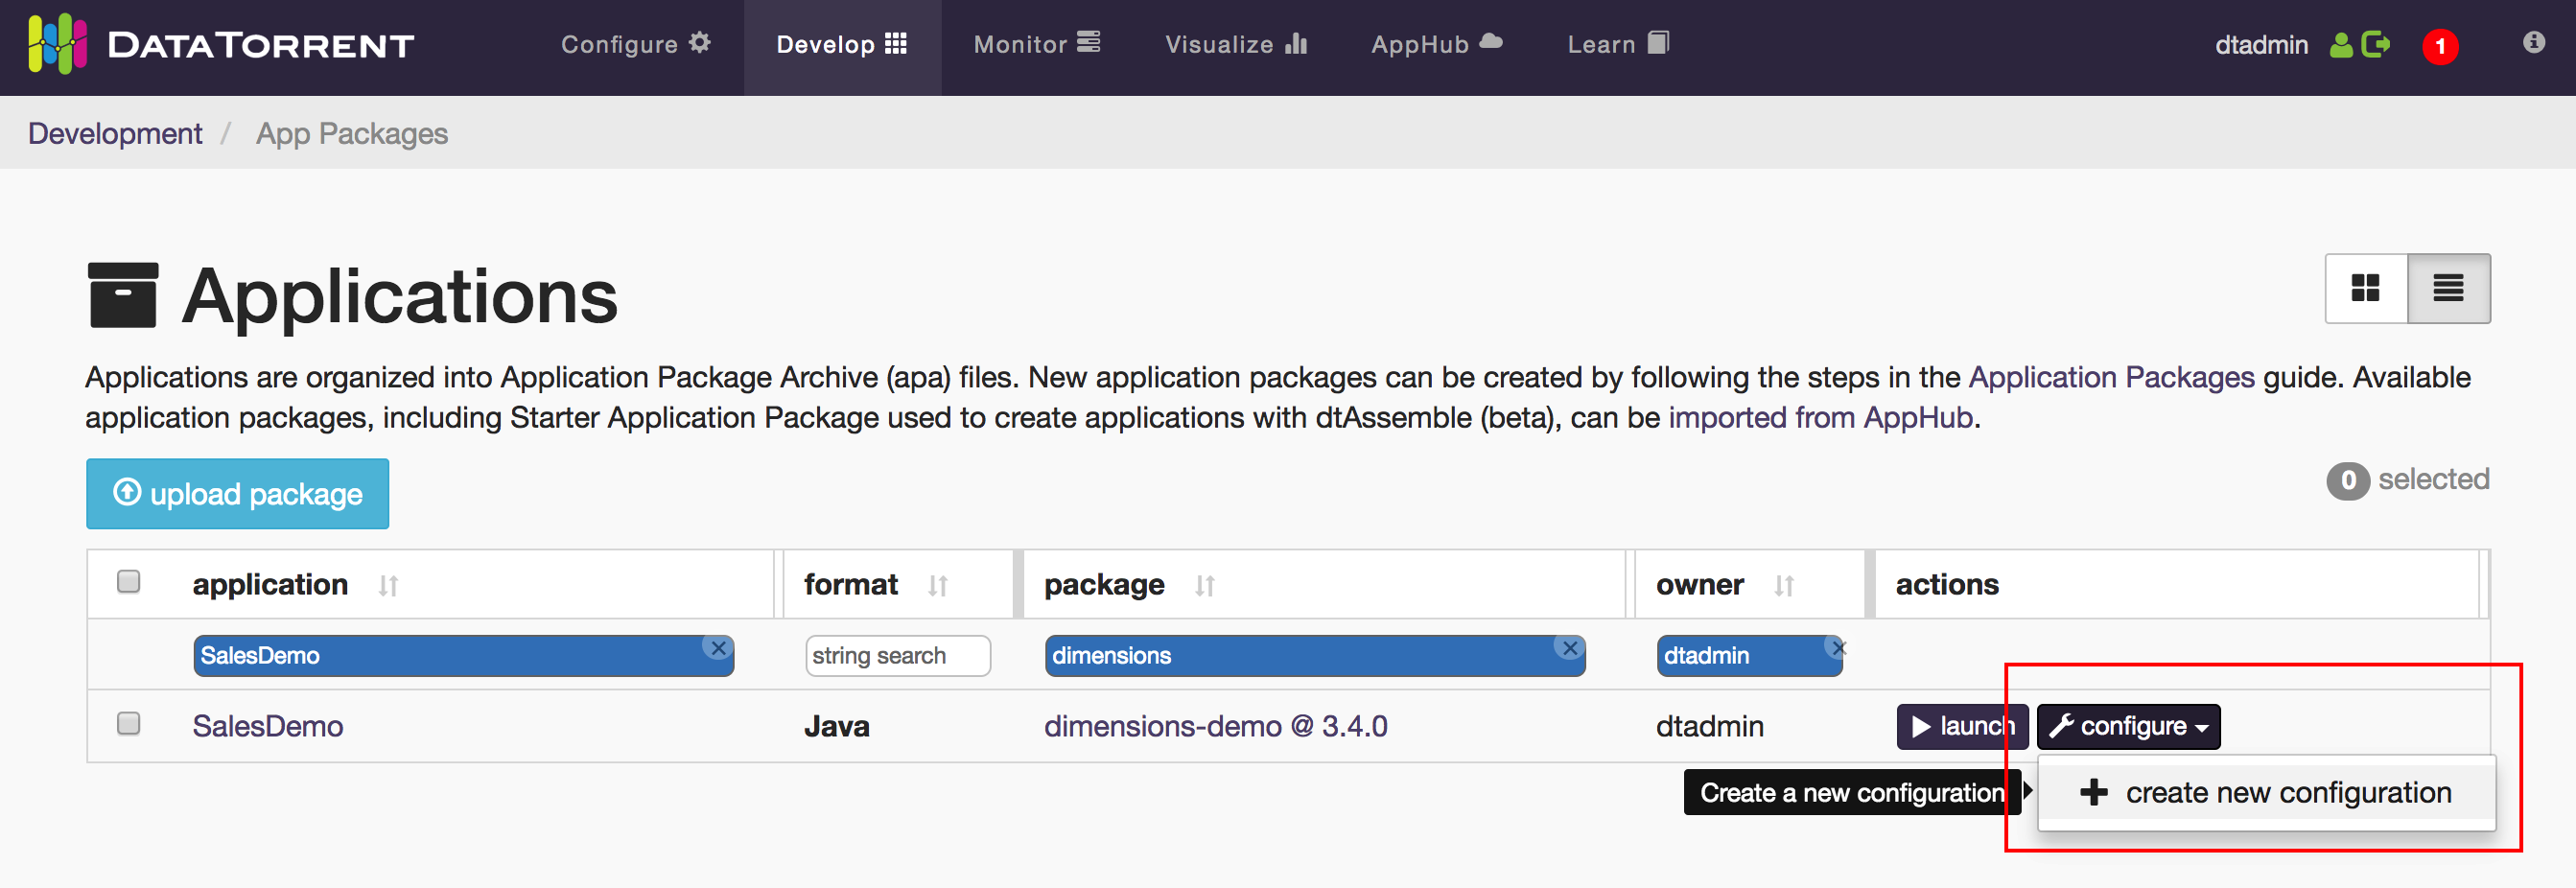 DATATORRENT Configure Develop Monitor Visualize AppHub Learn dtadmin 1
Development / App Packages
Applications
Applications are organized into Application Package Archive (apa) files. New application packages can be created by following the steps in the Application Packages guide. Available
application packages, including Starter Application Package used to create applications with dtAssemble (beta), can be imported from AppHub.
upload package 0 selected
application format package owner actions
SalesDemo string search dimensions dtadmin
SalesDemo Java dimensions-demo @ 3.4.0 dtadmin launch configure
Create a new configuration create new configuration